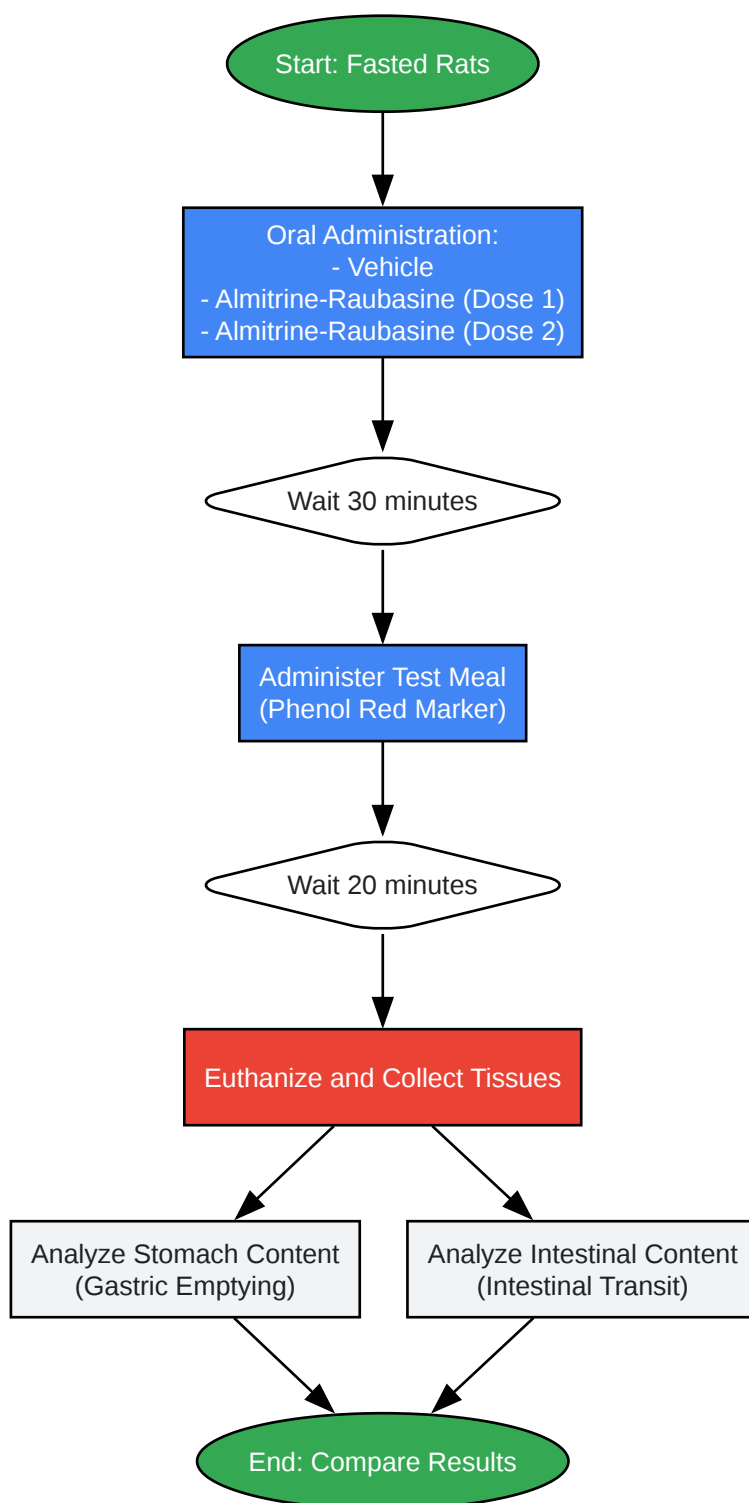 Start: Fasted Rats
Oral Administration:
- Vehicle
- Almitrine-Raubasine (Dose 1)
- Almitrine-Raubasine (Dose 2)
Wait 30 minutes
Administer Test Meal
(Phenol Red Marker)
Wait 20 minutes
Euthanize and Collect Tissues
Analyze Stomach Content
(Gastric Emptying)
Analyze Intestinal Content
(Intestinal Transit)
End: Compare Results